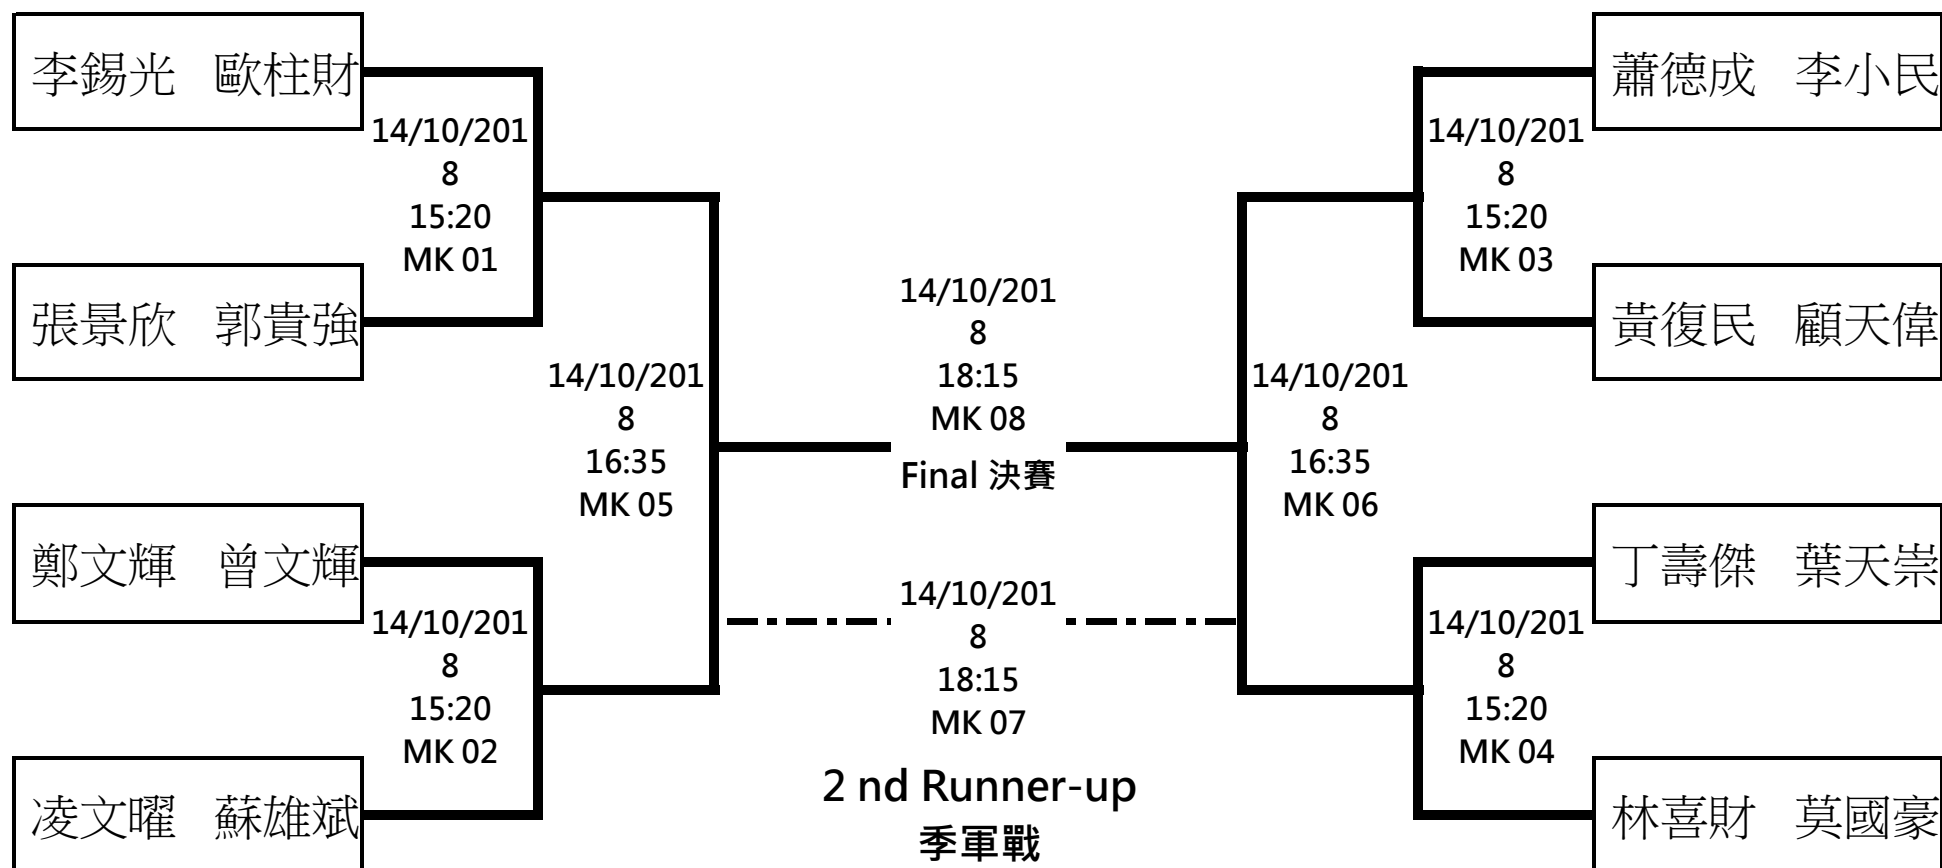 李錫光 歐柱財
14/10/201
8
15:20
MK 01
張景欣 郭貴強
14/10/201
8
16:35
MK 05
鄭文輝 曾文輝
14/10/201
8
15:20
MK 02
凌文曜 蘇雄斌
14/10/201
8
18:15
MK 08
Final 決賽
14/10/201
8
18:15
MK 07
2 nd Runner-up
季軍戰
蕭德成 李小民
14/10/201
8
15:20
MK 03
黃復民 顧天偉
14/10/201
8
16:35
MK 06
丁壽傑 葉天崇
14/10/201
8
15:20
MK 04
林喜財 莫國豪